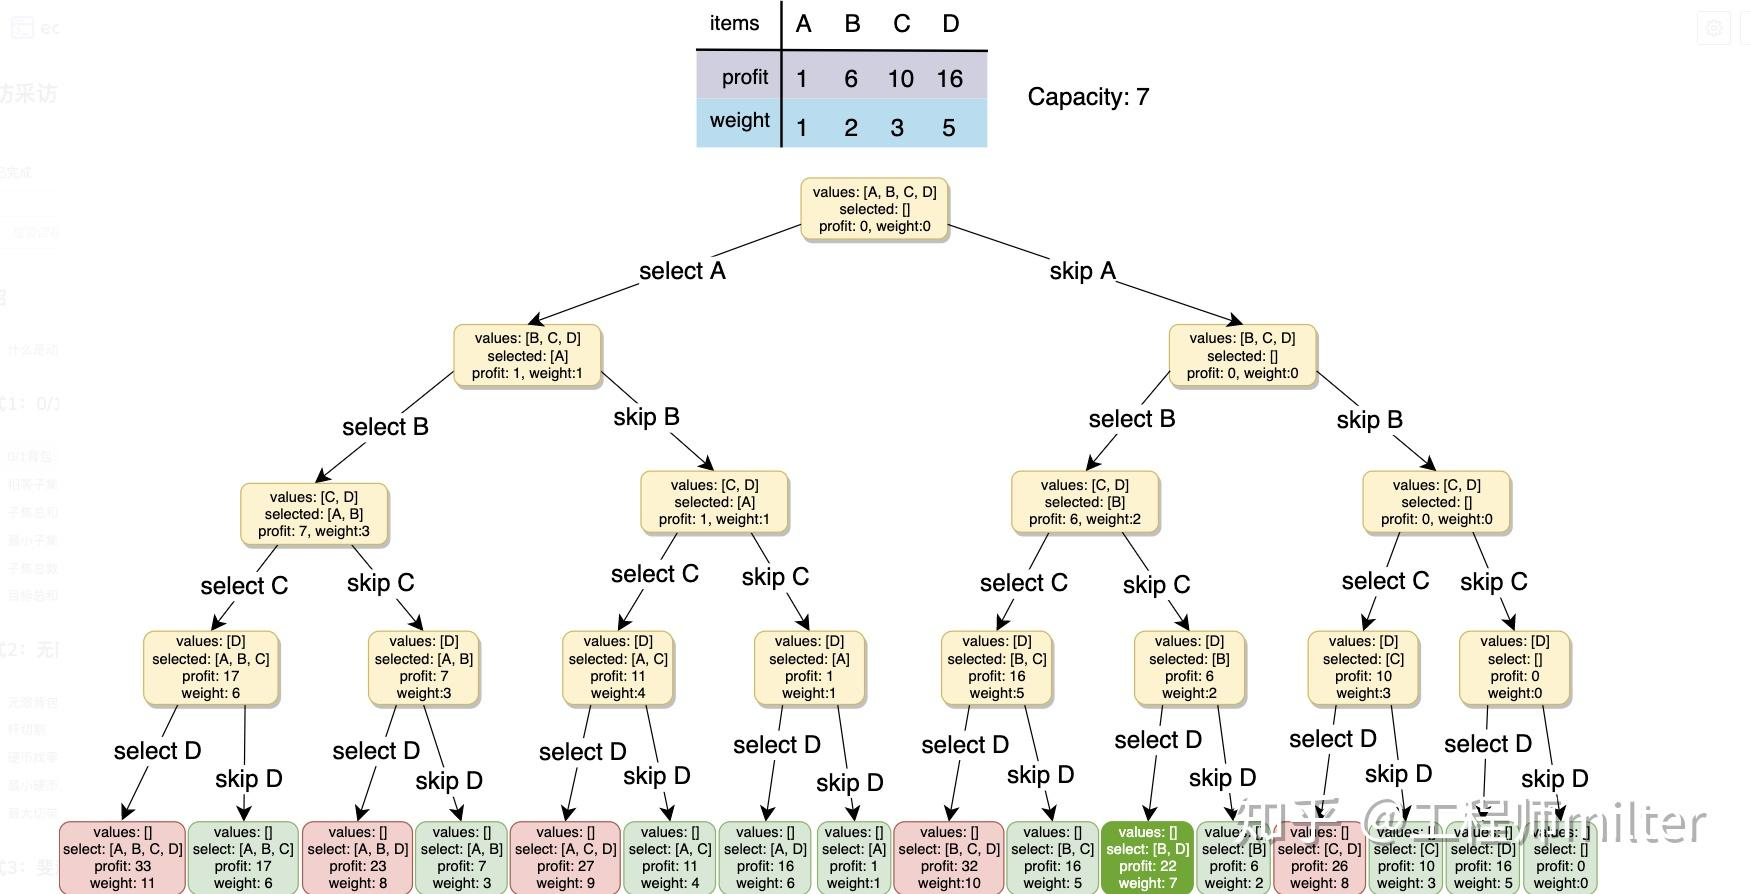 items A B C D
profit 1 6 10 16
weight 1 2 3 5
Capacity: 7
values: [A, B, C, D]
selected: []
profit: 0, weight:0
select A
skip A
values: [B, C, D]
selected: [A]
profit: 1, weight:1
values: [B, C, D]
selected: []
profit: 0, weight:0
select B
skip B
select B
skip B
values: [C, D]
selected: [A, B]
profit: 7, weight:3
values: [C, D]
selected: [A]
profit: 1, weight:1
values: [C, D]
selected: [B]
profit: 6, weight:2
values: [C, D]
selected: []
profit: 0, weight:0
select C
skip C
select C
skip C
select C
skip C
select C
skip C
values: [D]
selected: [A, B, C]
profit: 17
weight: 6
values: [D]
selected: [A, B]
profit: 7
weight:3
values: [D]
selected: [A, C]
profit: 11
weight:4
values: [D]
selected: [A]
profit: 1
weight:1
values: [D]
selected: [B, C]
profit: 16
weight:5
values: [D]
selected: [B]
profit: 6
weight:2
values: [D]
selected: [C]
profit: 10
weight:3
values: [D]
select: []
profit: 0
weight:0
select D
skip D
select D
skip D
select D
skip D
select D
skip D
select D
skip D
select D
skip D
select D
skip D
select D
skip D
values: []
select: [A, B, C, D]
profit: 33
weight: 11
values: []
select: [A, B, C]
profit: 17
weight: 6
values: []
select: [A, B, D]
profit: 23
weight: 8
values: []
select: [A, B]
profit: 7
weight: 3
values: []
select: [A, C, D]
profit: 27
weight: 9
values: []
select: [A, C]
profit: 11
weight: 4
values: []
select: [A, D]
profit: 16
weight: 6
values: []
select: [A]
profit: 1
weight:1
values: []
select: [B, C, D]
profit: 32
weight:10
values: []
select: [B, C]
profit: 16
weight: 5
values: []
select: [B, D]
profit: 22
weight: 7
values: []
select: [B]
profit: 6
weight: 2
values: []
select: [C, D]
profit: 26
weight: 8
values: []
select: [C]
profit: 10
weight: 3
values: []
select: [D]
profit: 16
weight: 5
values: []
select: []
profit: 0
weight:0
知乎 @工程师milter